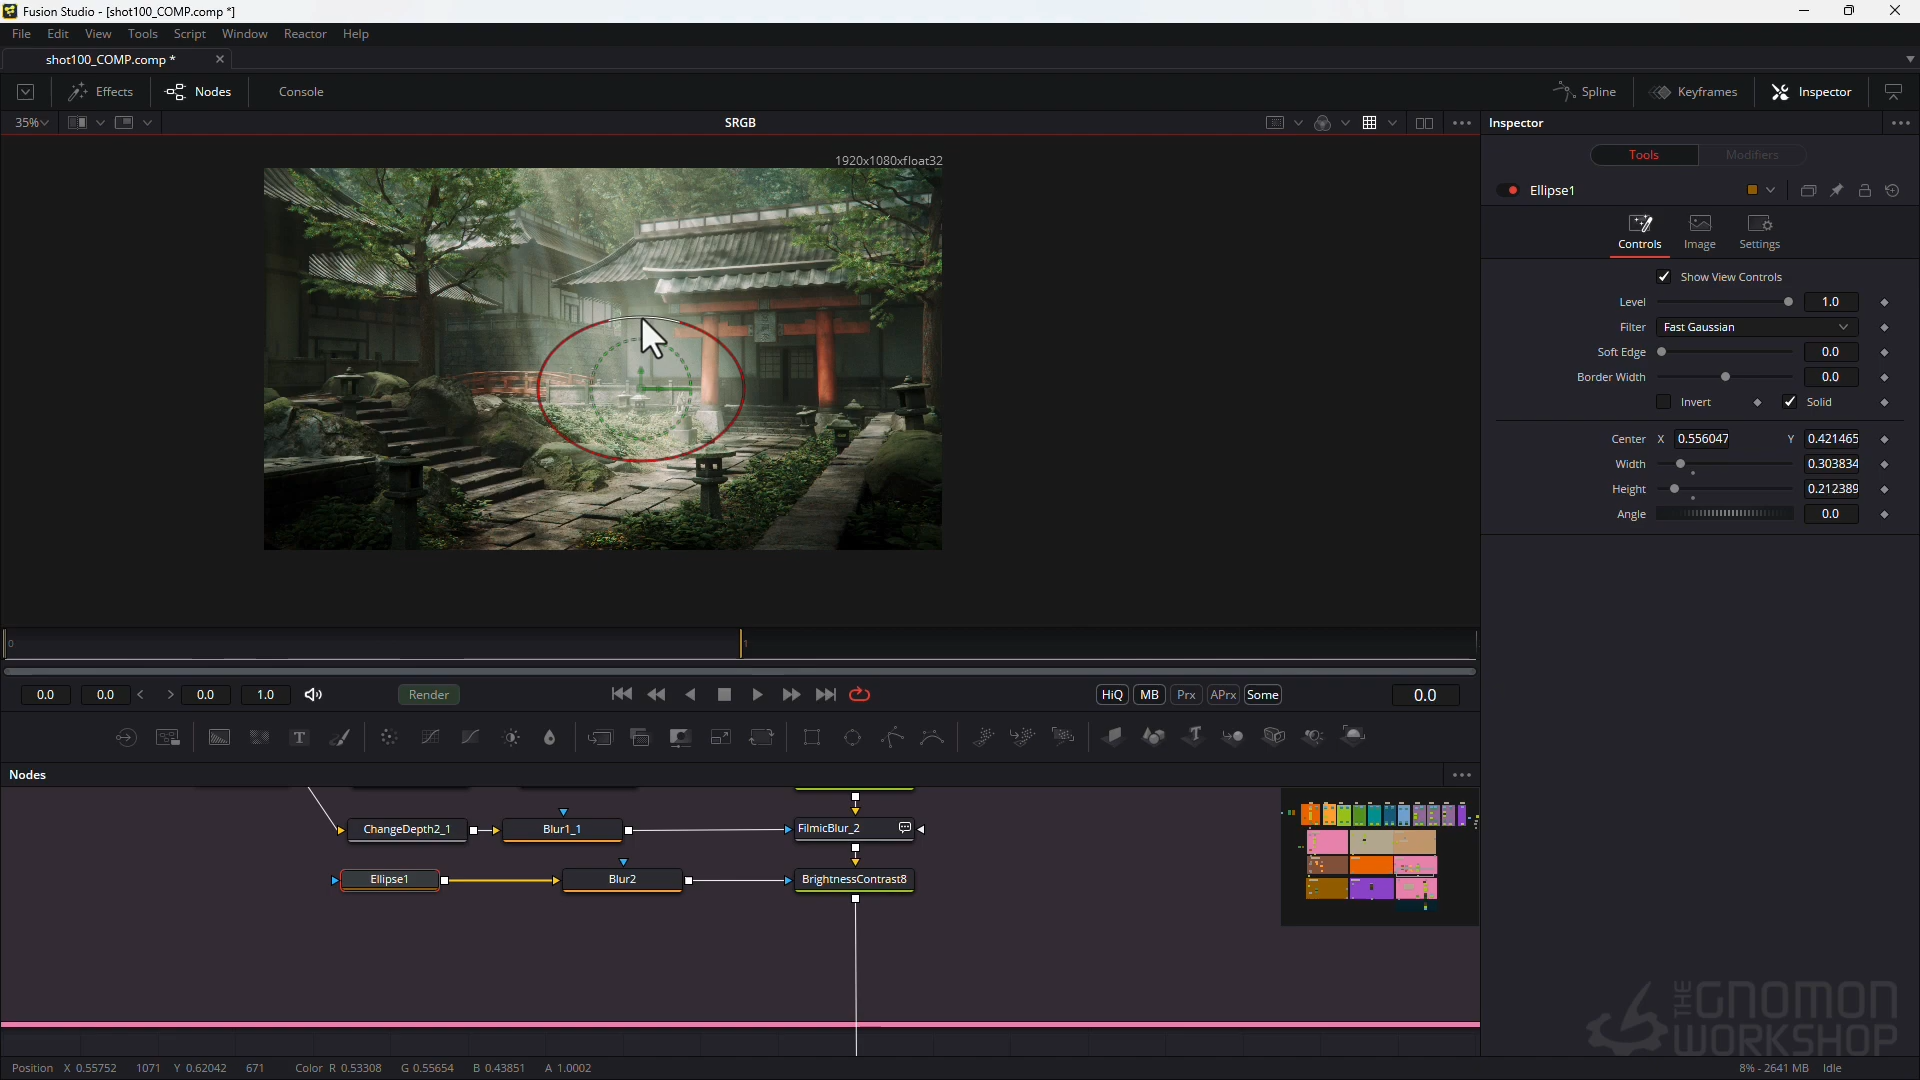 Fusion Studio - [shot100_COMP.comp *]
File Edit View Tools Script Window Reactor Help
shot100_COMP.comp *
Effects Nodes Console Spline Keyframes Inspector
35% SRGB Inspector
1920x1080xfloat32
Tools Modifiers
Ellipse1
Controls Image Settings
Show View Controls
Level 1.0
Filter Fast Gaussian
Soft Edge 0.0
Border Width 0.0
Invert Solid
Center X 0.556047 Y 0.421465
Width 0.303834
Height 0.212389
Angle 0.0
0 1
0.0 0.0 < > 0.0 1.0 Render HiQ MB Prx APrx Some 0.0
Nodes
ChangeDepth2_1 Blur1_1 FilmicBlur_2
Ellipse1 Blur2 BrightnessContrast8
THE GNOMON WORKSHOP
Position X 0.55752 1071 Y 0.62042 671 Color R 0.53308 G 0.55654 B 0.43851 A 1.0002 8% - 2641 MB Idle